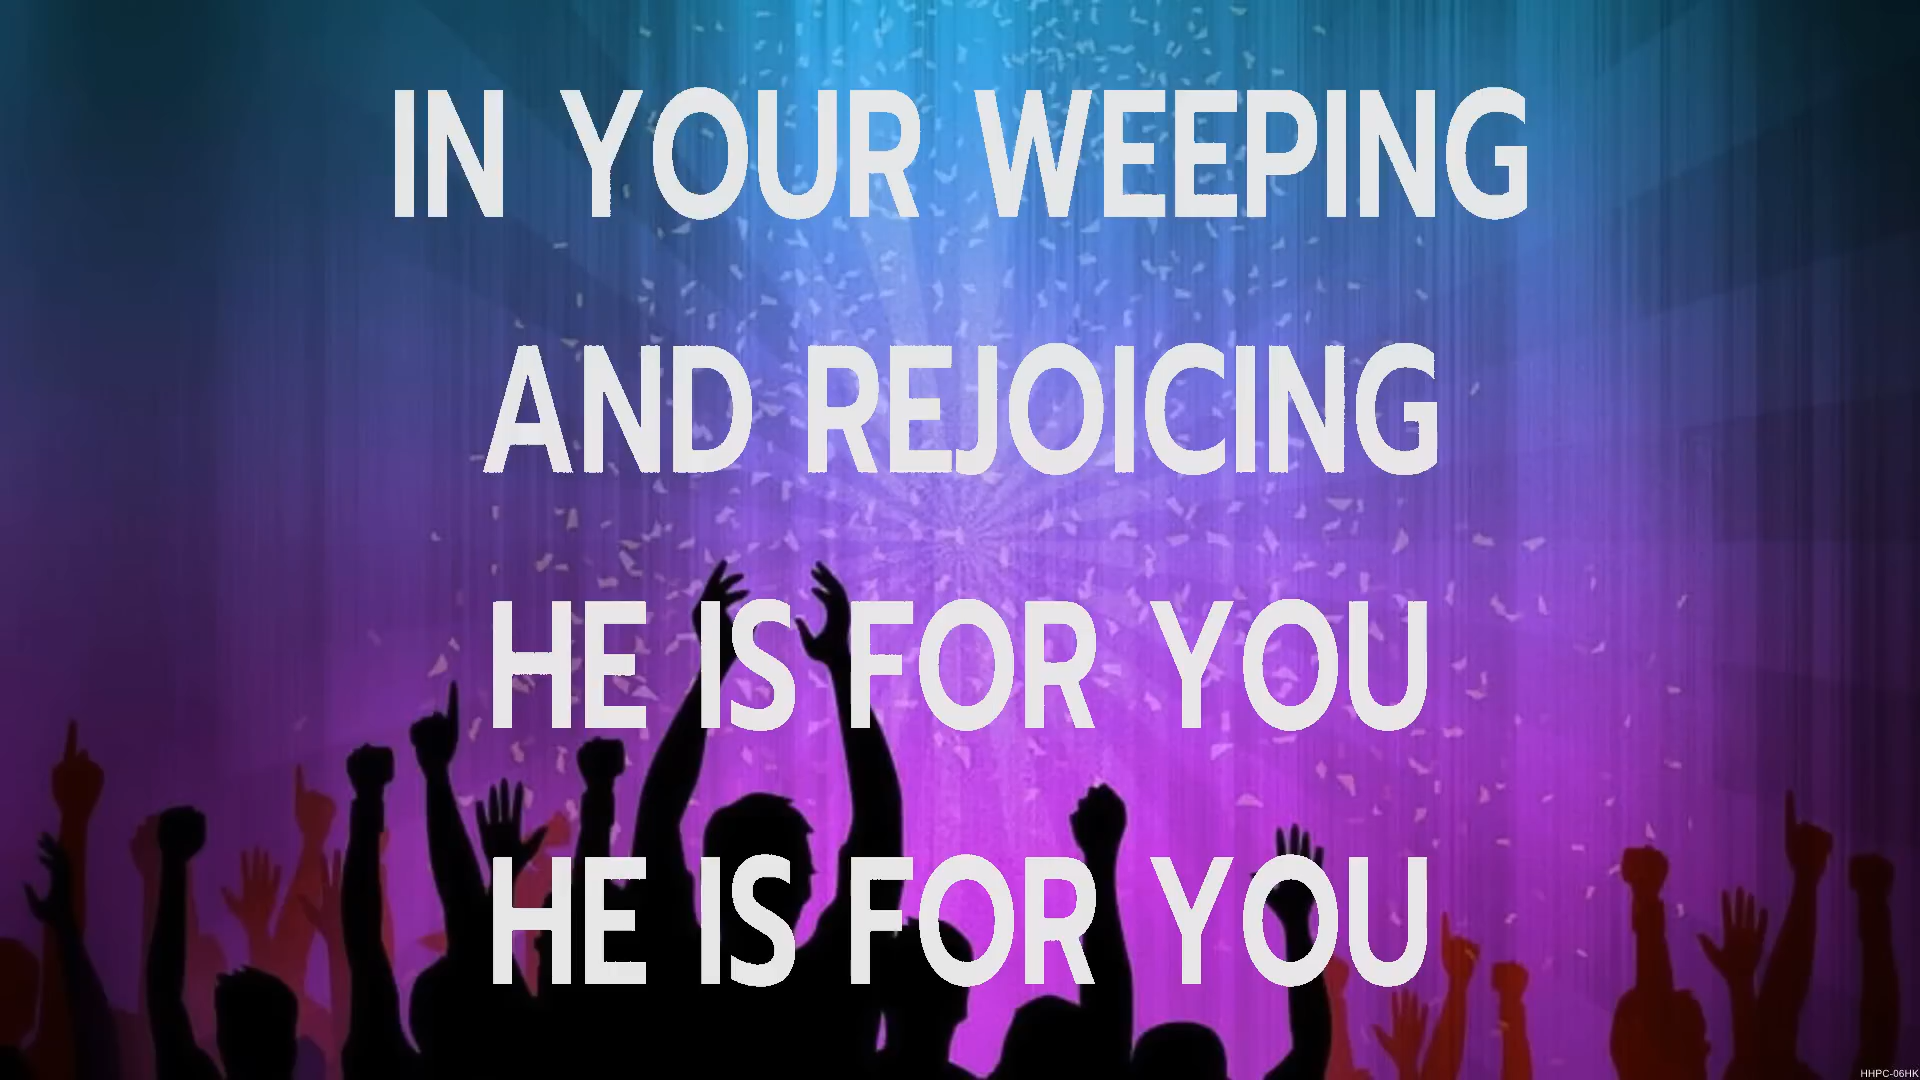 IN YOUR WEEPING
AND REJOICING
HE IS FOR YOU
HE IS FOR YOU
HHPC-06HK